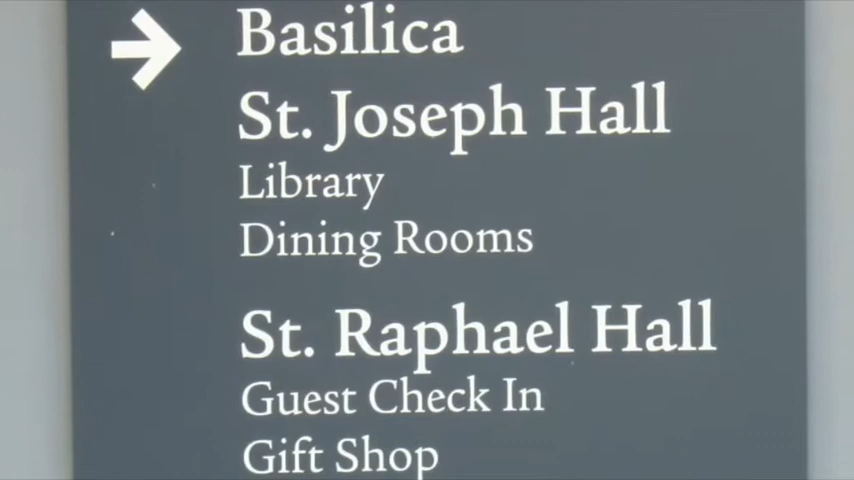 Basilica
St. Joseph Hall
Library
Dining Rooms
St. Raphael Hall
Guest Check In
Gift Shop